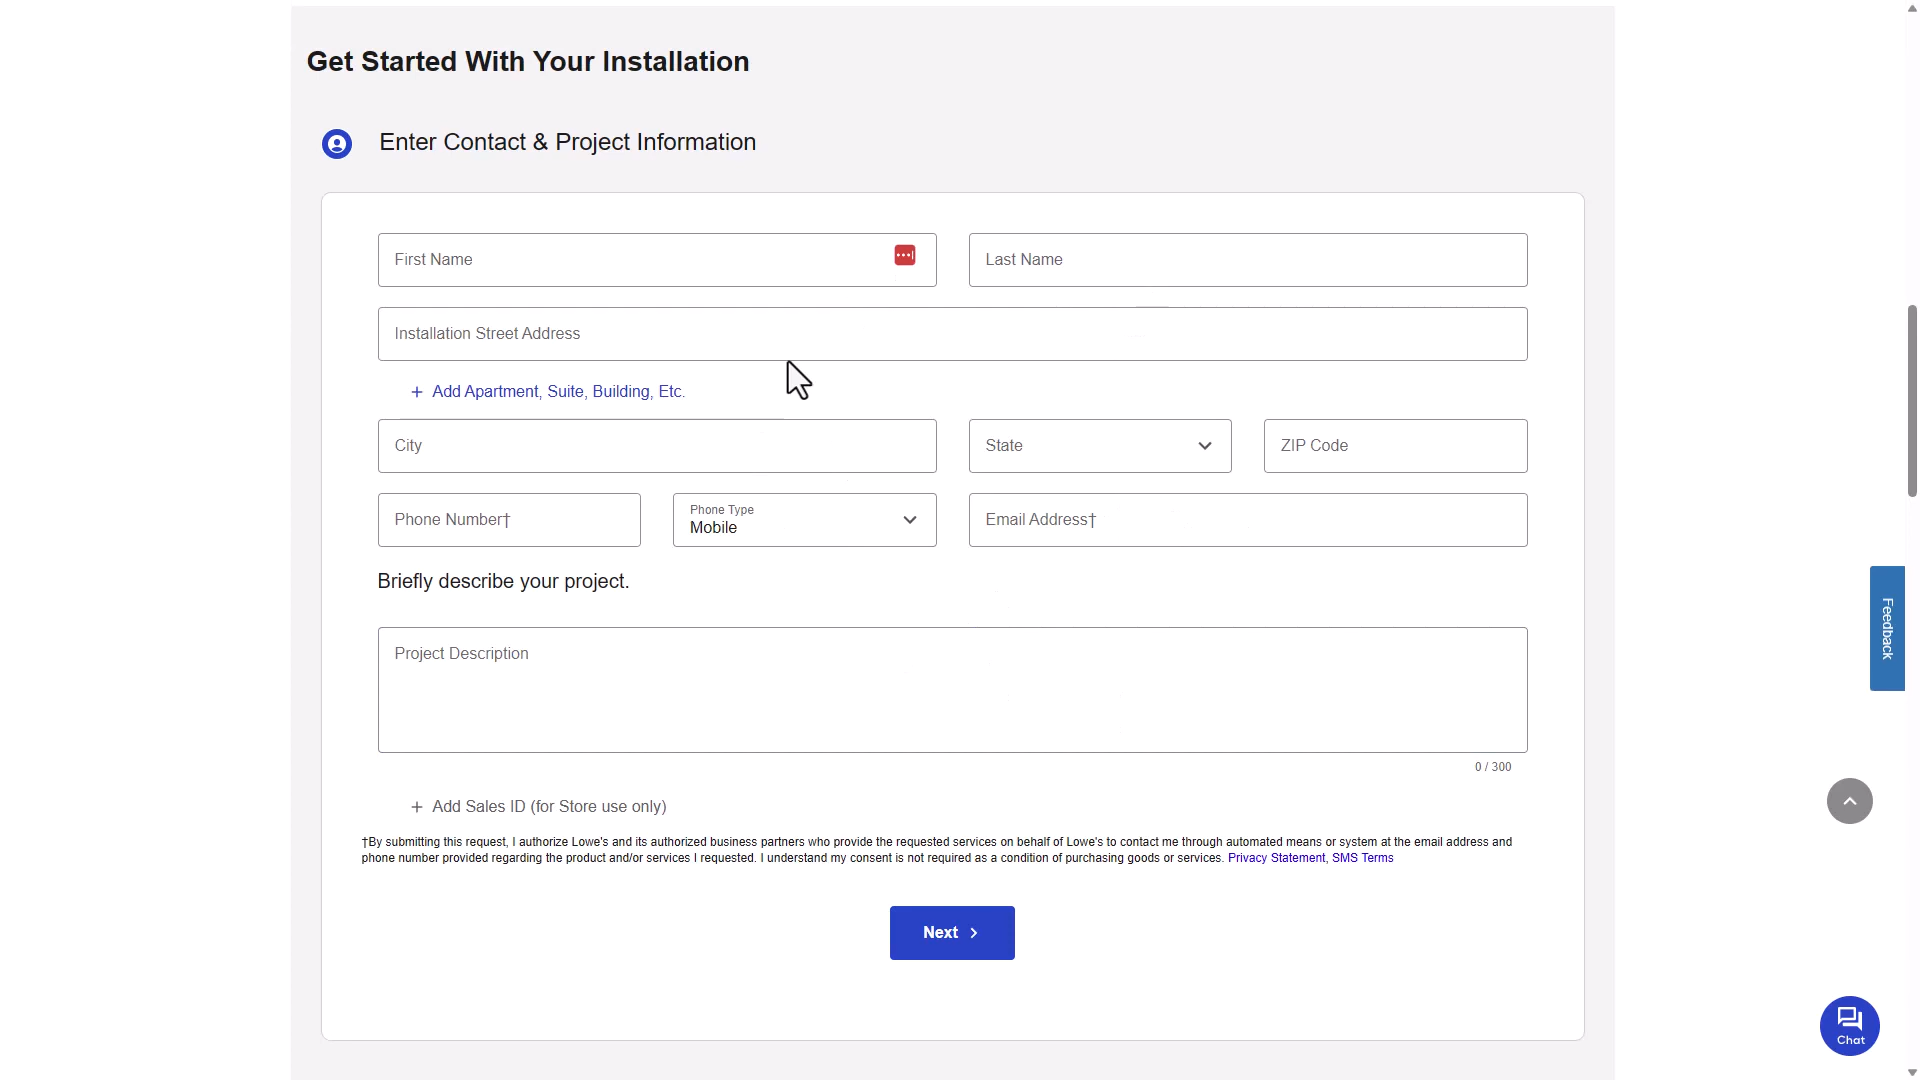 Get Started With Your Installation
Enter Contact & Project Information
First Name
Last Name
Installation Street Address
+ Add Apartment, Suite, Building, Etc.
City
State
ZIP Code
Phone Number†
Phone Type
Mobile
Email Address†
Briefly describe your project.
Project Description
0 / 300
+ Add Sales ID (for Store use only)
†By submitting this request, I authorize Lowe's and its authorized business partners who provide the requested services on behalf of Lowe's to contact me through automated means or system at the email address and
phone number provided regarding the product and/or services I requested. I understand my consent is not required as a condition of purchasing goods or services. Privacy Statement, SMS Terms
Next
Feedback
Chat